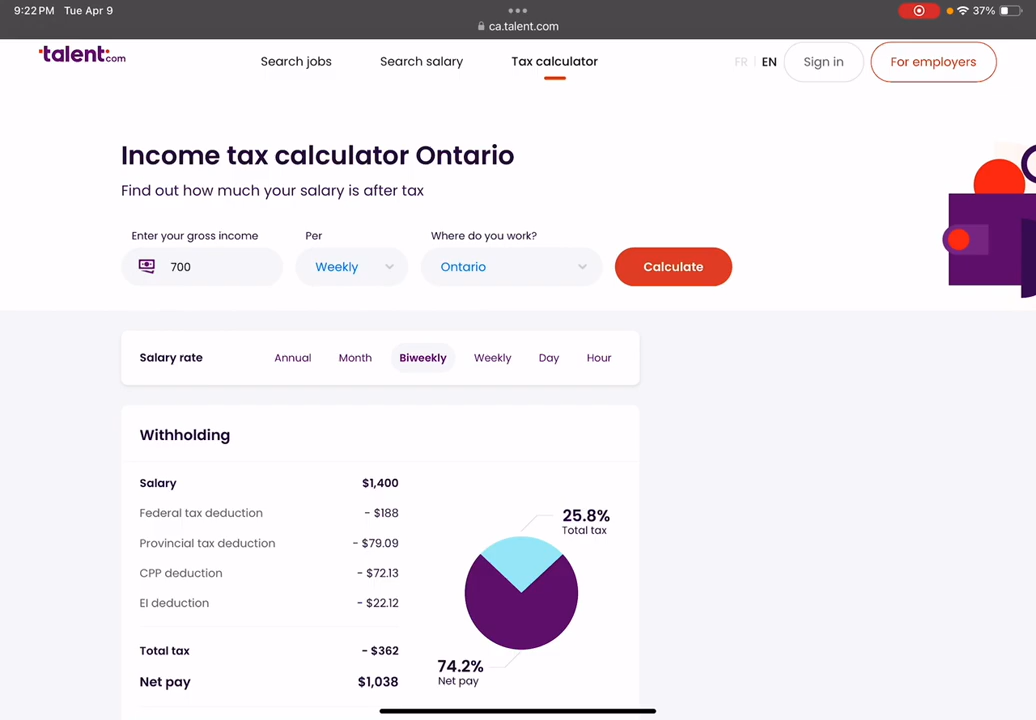 9:22 PM Tue Apr 9
37%
ca.talent.com
talent.com
Search jobs
Search salary
Tax calculator
FR | EN
Sign in
For employers
Income tax calculator Ontario
Find out how much your salary is after tax
Enter your gross income
Per
Where do you work?
700
Weekly
Ontario
Calculate
Salary rate
Annual
Month
Biweekly
Weekly
Day
Hour
Withholding
Salary $1,400
Federal tax deduction - $188
Provincial tax deduction - $79.09
CPP deduction - $72.13
EI deduction - $22.12
Total tax - $362
Net pay $1,038
25.8%
Total tax
74.2%
Net pay